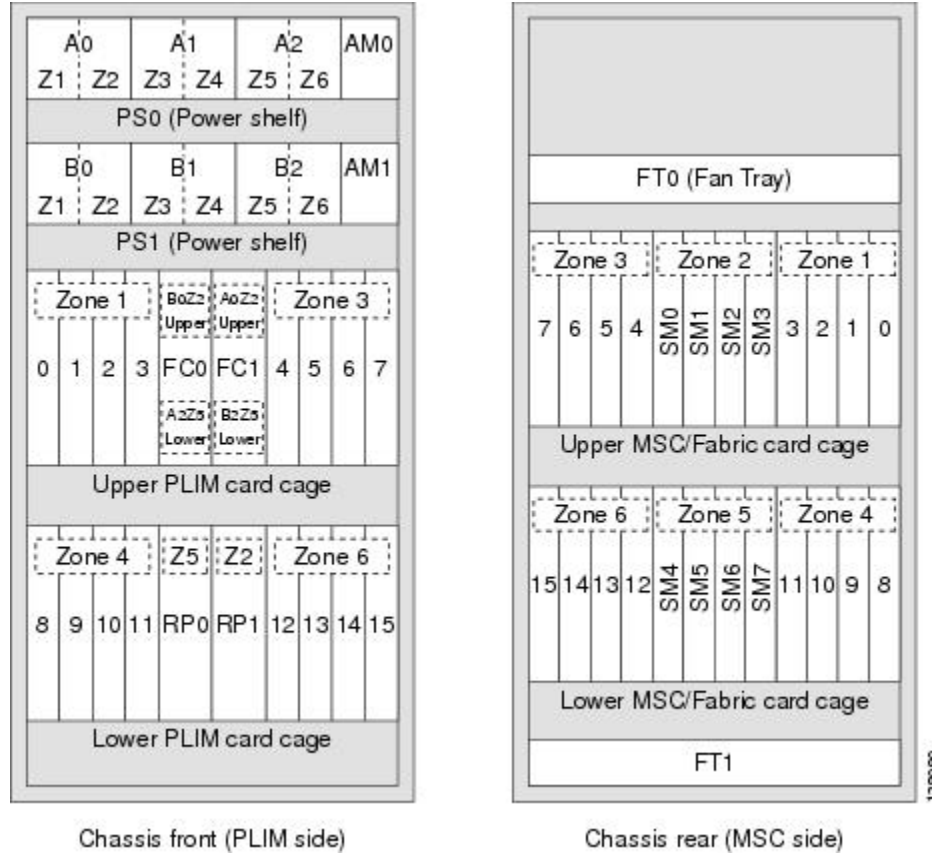 A0 A1 A2 AM0
Z1 Z2 Z3 Z4 Z5 Z6
PS0 (Power shelf)
B0 B1 B2 AM1
Z1 Z2 Z3 Z4 Z5 Z6
PS1 (Power shelf)
Zone 1 B0Z2 A0Z2 Zone 3
Upper Upper
0 1 2 3 FC0 FC1 4 5 6 7
A2Z5 B2Z5
Lower Lower
Upper PLIM card cage
Zone 4 Z5 Z2 Zone 6
8 9 10 11 RP0 RP1 12 13 14 15
Lower PLIM card cage
Chassis front (PLIM side)
FT0 (Fan Tray)
Zone 3 Zone 2 Zone 1
7 6 5 4 SM0 SM1 SM2 SM3 3 2 1 0
Upper MSC/Fabric card cage
Zone 6 Zone 5 Zone 4
15 14 13 12 SM4 SM5 SM6 SM7 11 10 9 8
Lower MSC/Fabric card cage
FT1
Chassis rear (MSC side)